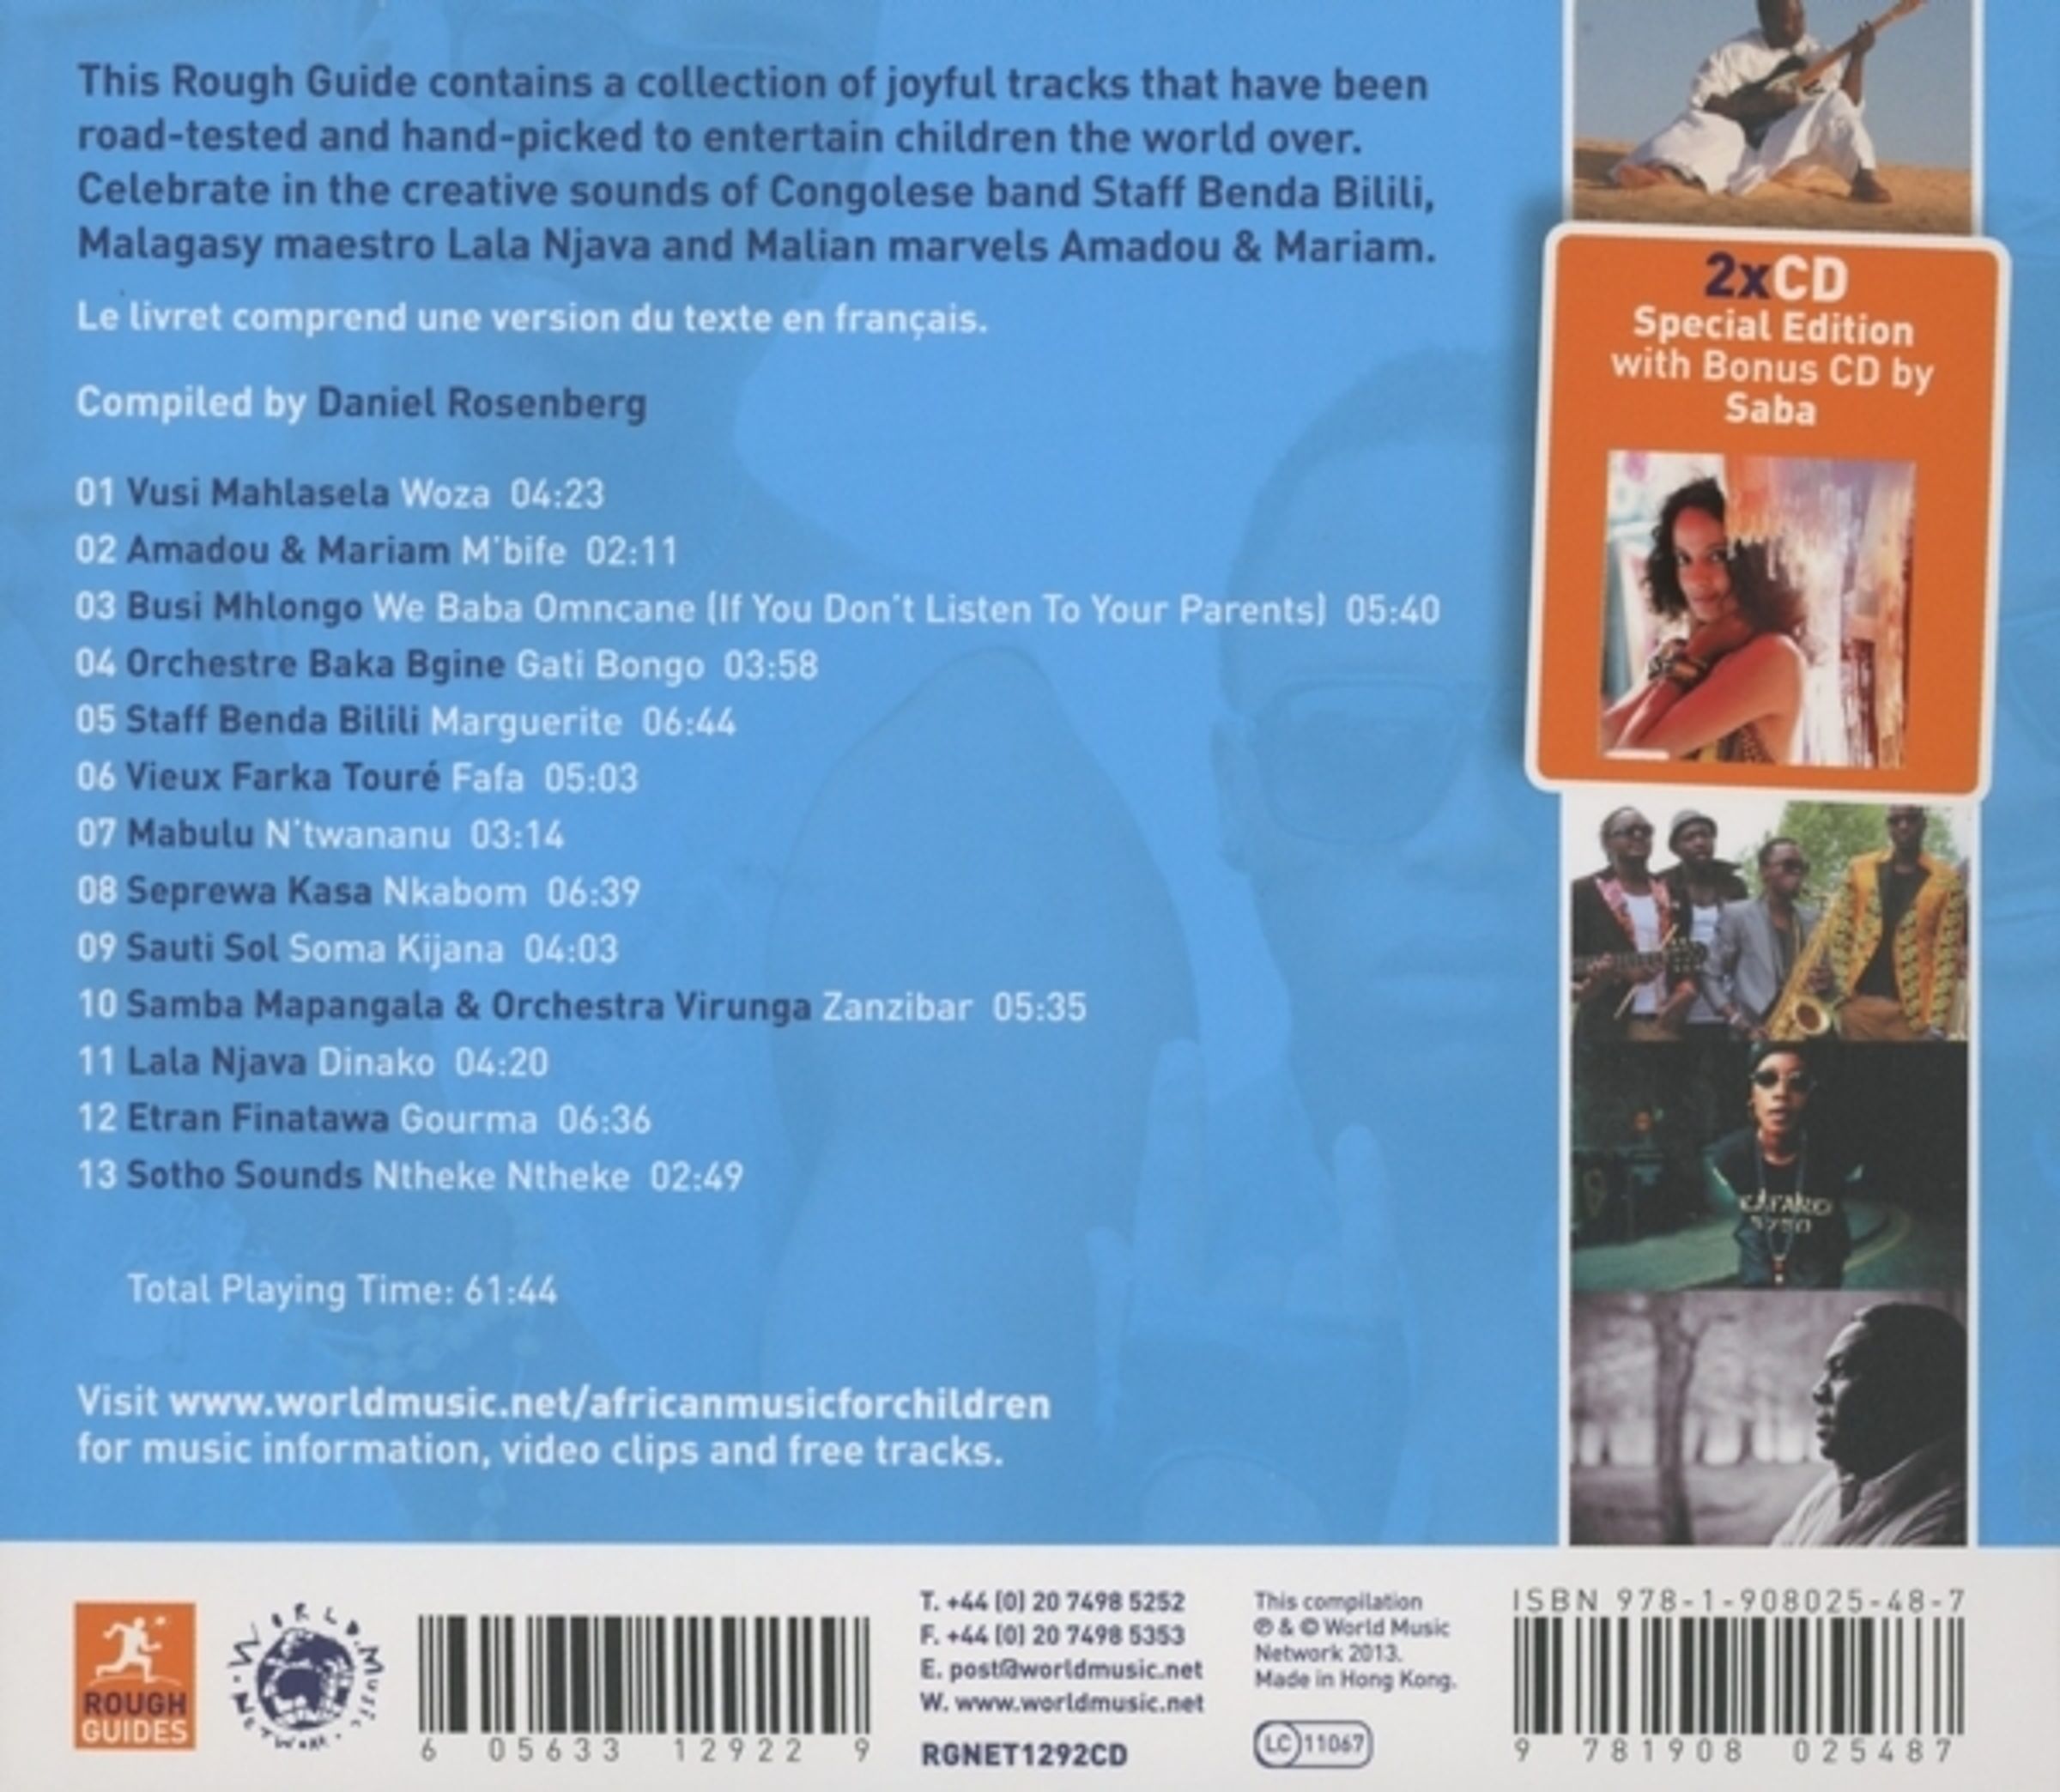 This Rough Guide contains a collection of joyful tracks that have been
road-tested and hand-picked to entertain children the world over.
Celebrate in the creative sounds of Congolese band Staff Benda Bilili,
Malagasy maestro Lala Njava and Malian marvels Amadou & Mariam.
Le livret comprend une version du texte en français.
Compiled by Daniel Rosenberg
01 Vusi Mahlasela Woza 04:23
02 Amadou & Mariam M'bife 02:11
03 Busi Mhlongo We Baba Omncane (If You Don't Listen To Your Parents) 05:40
04 Orchestre Baka Bgine Gati Bongo 03:58
05 Staff Benda Bilili Marguerite 06:44
06 Vieux Farka Touré Fafa 05:03
07 Mabulu N'twananu 03:14
08 Seprewa Kasa Nkabom 06:39
09 Sauti Sol Soma Kijana 04:03
10 Samba Mapangala & Orchestra Virunga Zanzibar 05:35
11 Lala Njava Dinako 04:20
12 Etran Finatawa Gourma 06:36
13 Sotho Sounds Ntheke Ntheke 02:49
Total Playing Time: 61:44
Visit www.worldmusic.net/africanmusicforchildren
for music information, video clips and free tracks.
2xCD
Special Edition
with Bonus CD by
Saba
ROUGH
GUIDES
WORLD MUSIC NETWORK
6 05633 12922 9
T. +44 (0) 20 7498 5252
F. +44 (0) 20 7498 5353
E. post@worldmusic.net
W. www.worldmusic.net
RGNET1292CD
This compilation
℗ & © World Music
Network 2013.
Made in Hong Kong.
LC 11067
ISBN 978-1-908025-48-7
9 781908 025487